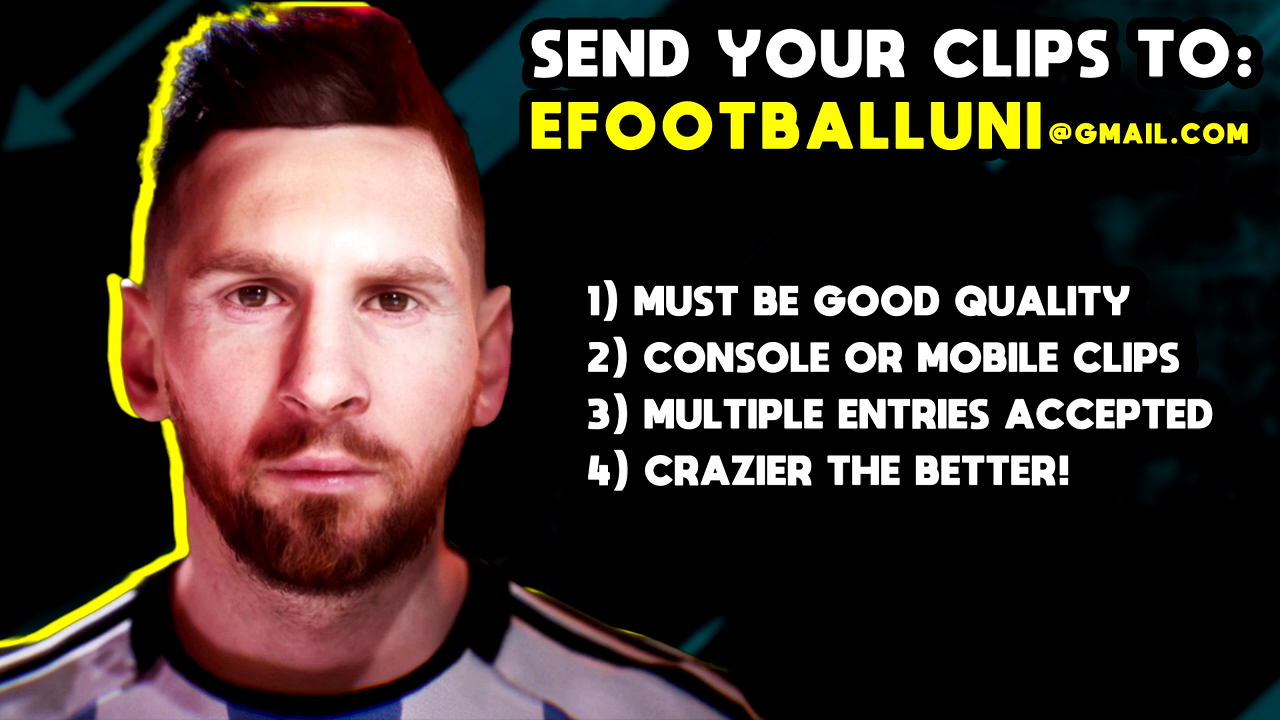 SEND YOUR CLIPS TO:
EFOOTBALLUNI@GMAIL.COM
1) MUST BE GOOD QUALITY
2) CONSOLE OR MOBILE CLIPS
3) MULTIPLE ENTRIES ACCEPTED
4) CRAZIER THE BETTER!